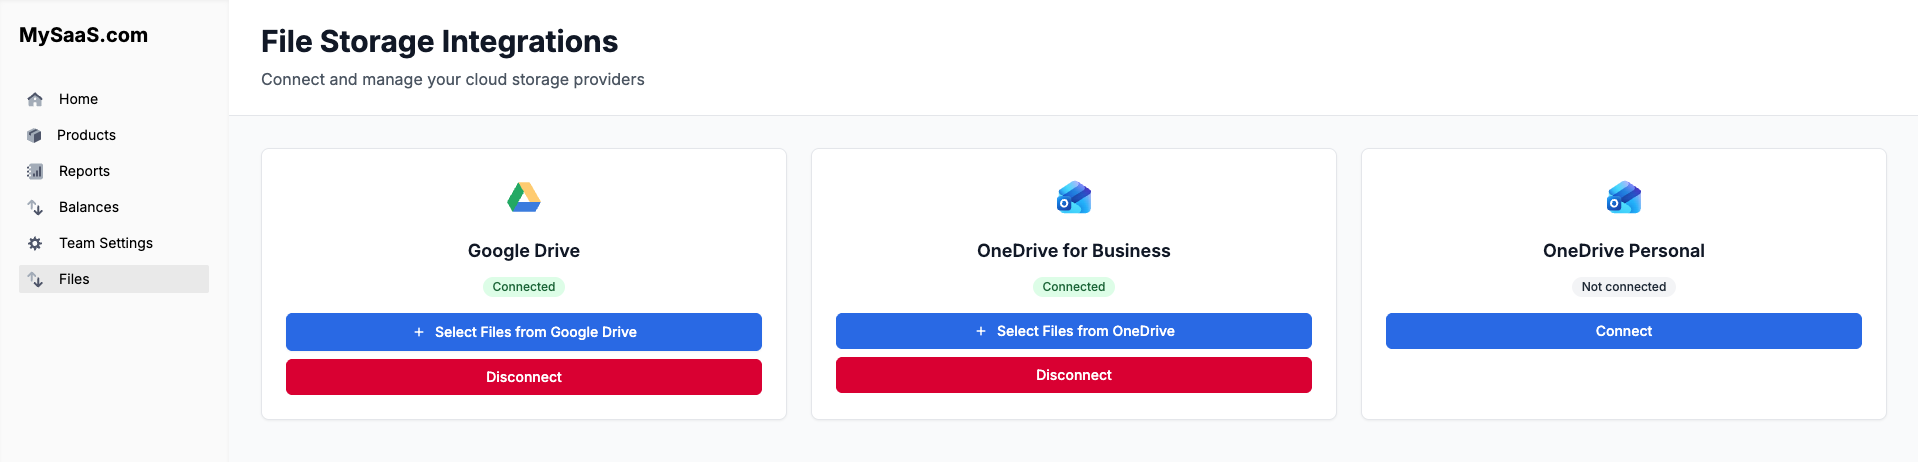 MySaaS.com
Home
Products
Reports
Balances
Team Settings
Files
File Storage Integrations
Connect and manage your cloud storage providers
Google Drive
Connected
+ Select Files from Google Drive
Disconnect
OneDrive for Business
Connected
+ Select Files from OneDrive
Disconnect
OneDrive Personal
Not connected
Connect